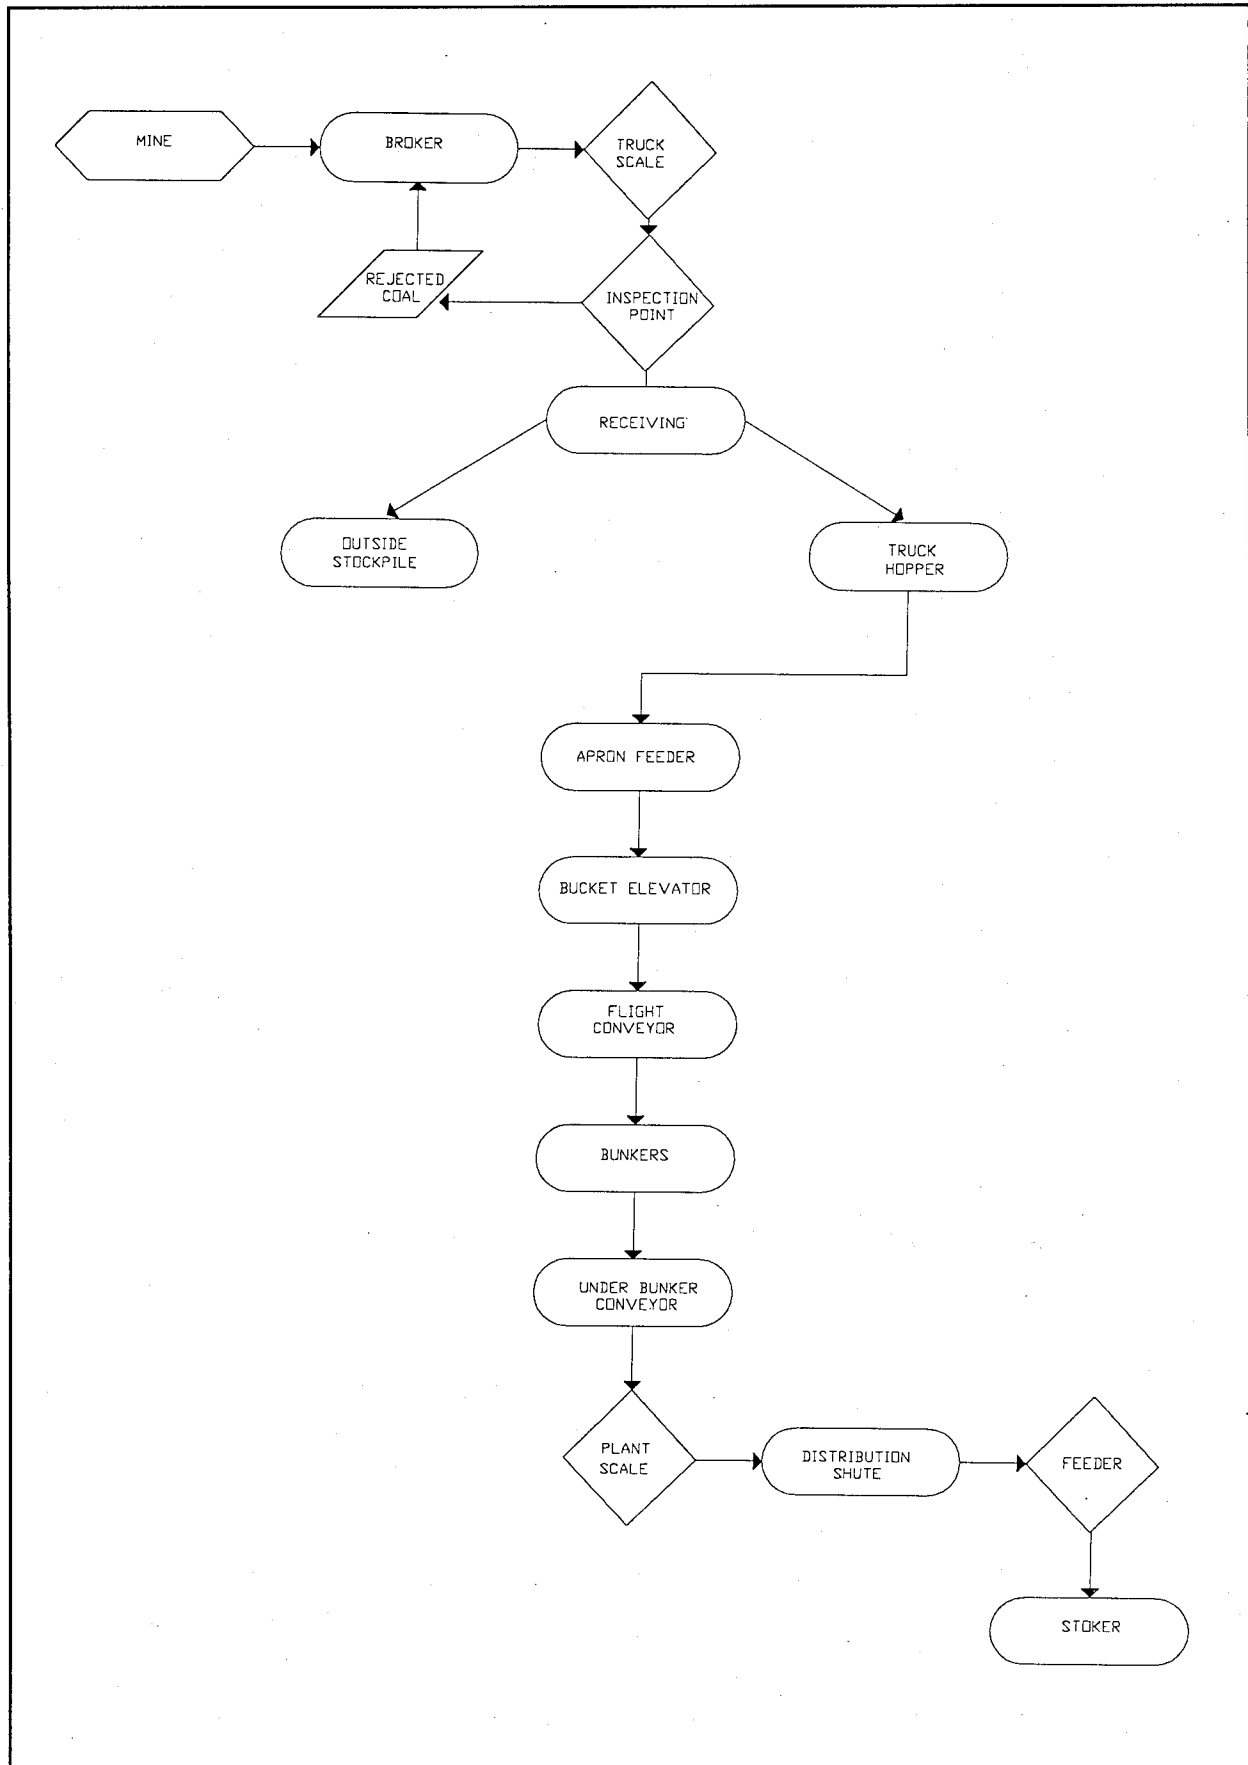 MINE
BROKER
TRUCK
SCALE
REJECTED
COAL
INSPECTION
POINT
RECEIVING
OUTSIDE
STOCKPILE
TRUCK
HOPPER
APRON FEEDER
BUCKET ELEVATOR
FLIGHT
CONVEYOR
BUNKERS
UNDER BUNKER
CONVEYOR
PLANT
SCALE
DISTRIBUTION
SHUTE
FEEDER
STOKER